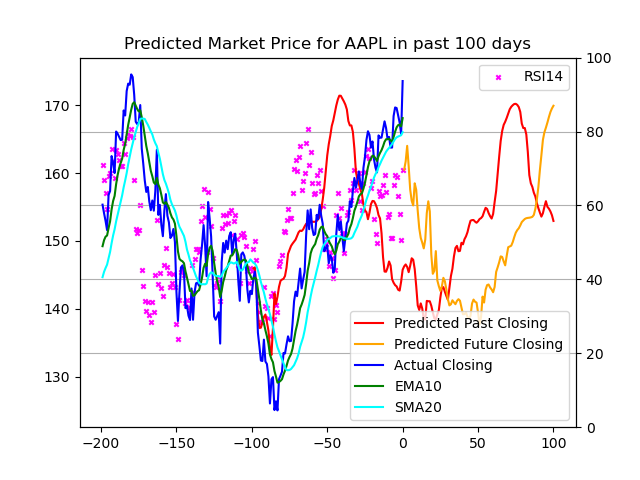 Predicted Market Price for AAPL in past 100 days
RSI14
170
160
150
140
130
100
80
60
40
20
0
Predicted Past Closing
Predicted Future Closing
Actual Closing
EMA10
SMA20
−200 −150 −100 −50 0 50 100